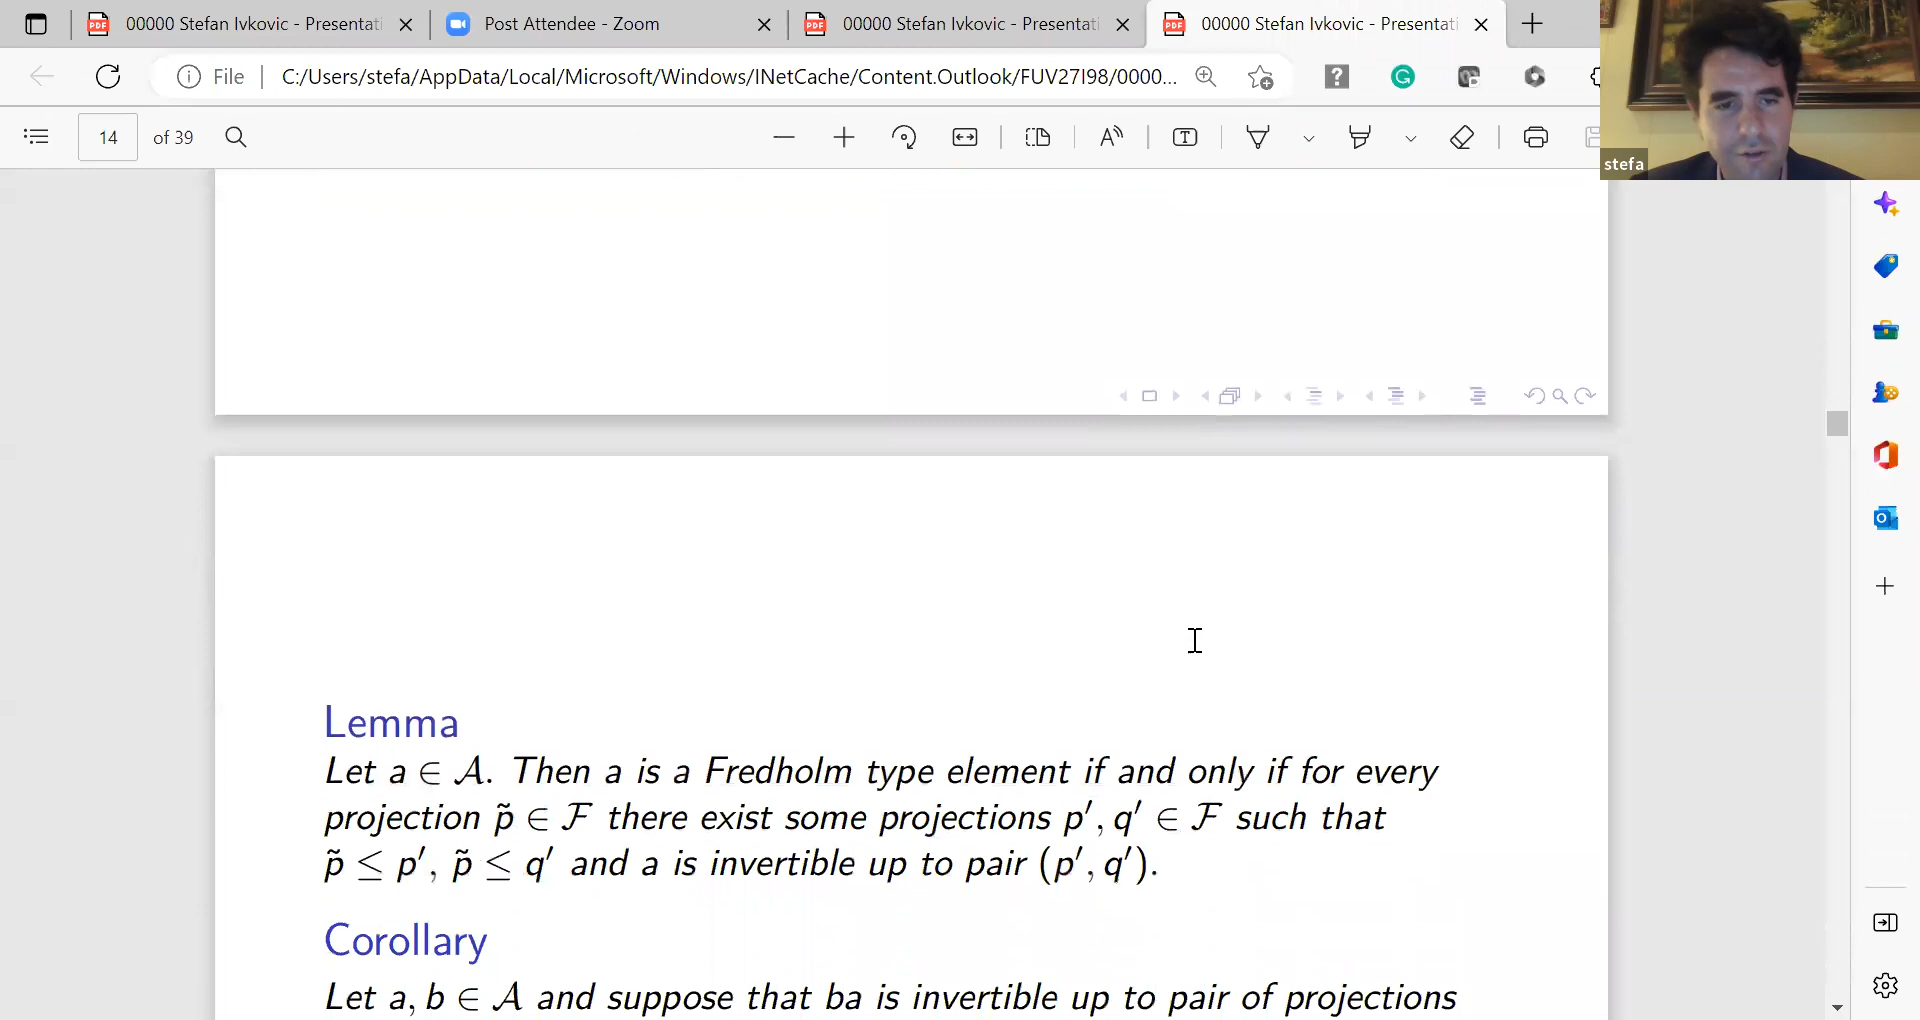 00000 Stefan Ivkovic - Presentati
Post Attendee - Zoom
00000 Stefan Ivkovic - Presentati
00000 Stefan Ivkovic - Presentati
File
C:/Users/stefa/AppData/Local/Microsoft/Windows/INetCache/Content.Outlook/FUV27I98/0000...
14 of 39
stefa
Lemma
Let a ∈ 𝒜. Then a is a Fredholm type element if and only if for every
projection p̃ ∈ ℱ there exist some projections p′, q′ ∈ ℱ such that
p̃ ≤ p′, p̃ ≤ q′ and a is invertible up to pair (p′, q′).
Corollary
Let a, b ∈ 𝒜 and suppose that ba is invertible up to pair of projections